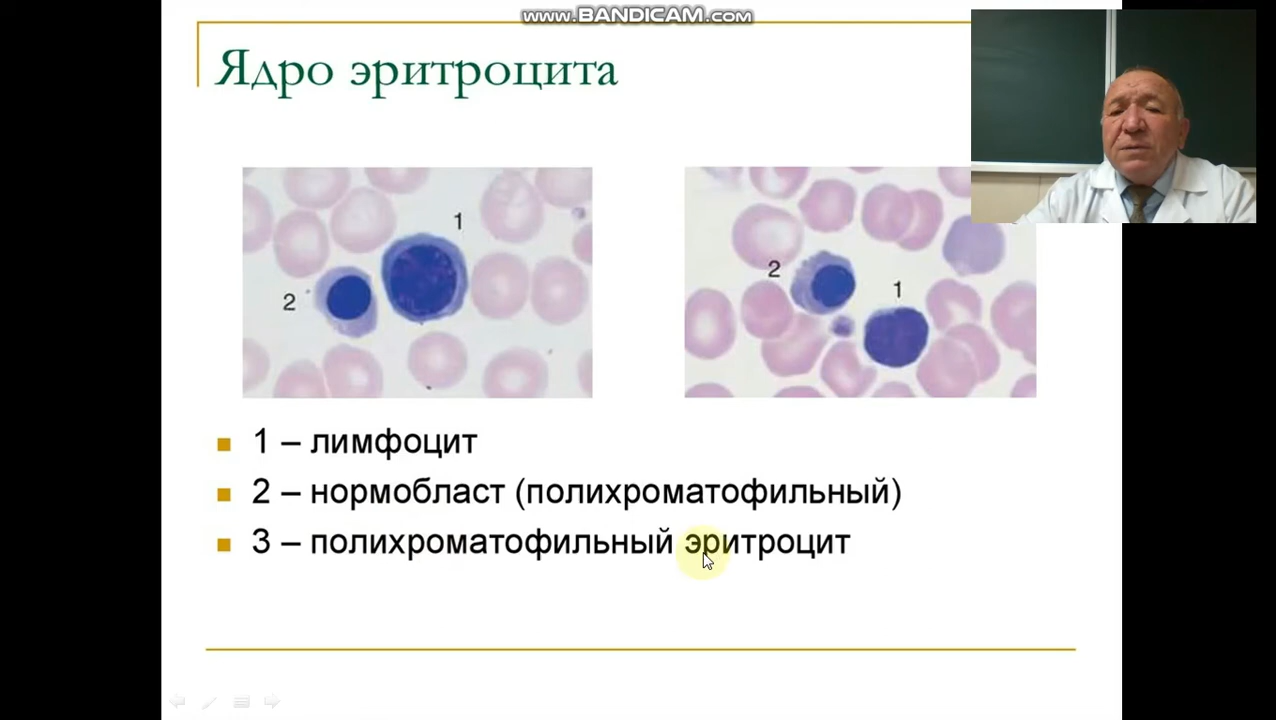 www.BANDICAM.com
Ядро эритроцита
1
2
2
1
1 – лимфоцит
2 – нормобласт (полихроматофильный)
3 – полихроматофильный эритроцит